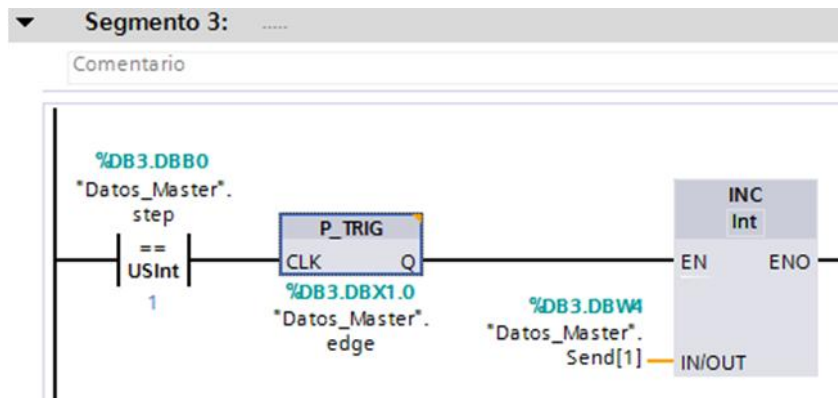 Segmento 3: .....
Comentario
%DB3.DBB0
"Datos_Master".
step
==
USInt
1
P_TRIG
CLK Q
%DB3.DBX1.0
"Datos_Master".
edge
INC
Int
EN ENO
%DB3.DBW4
"Datos_Master".
Send[1]
IN/OUT